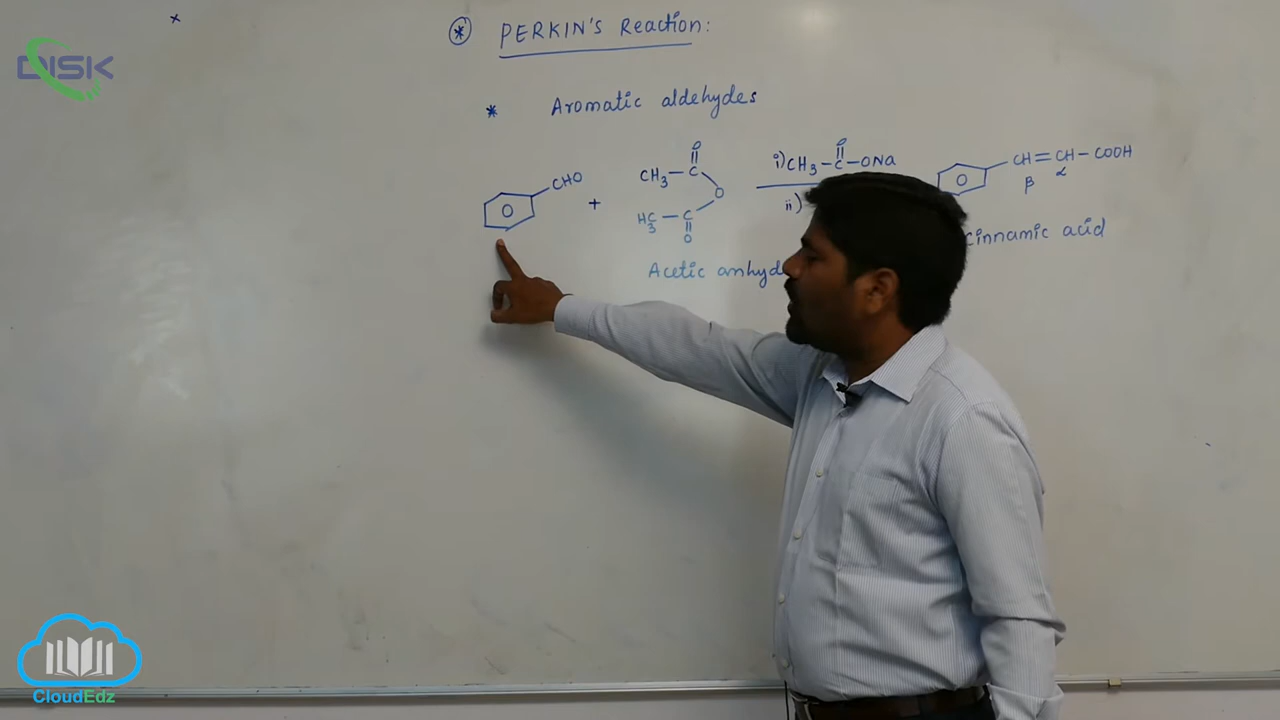 DISK
* PERKIN'S Reaction:
* Aromatic aldehydes
CHO + CH3–C(=O)–O–C(=O)–H3C
i) CH3–C(=O)–ONa
ii)
CH=CH–COOH
β α
Acetic anhyd
Cinnamic acid
CloudEdz